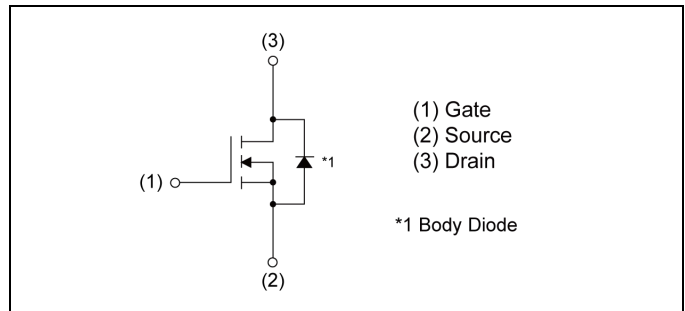 (3)
(1) Gate
(2) Source
(3) Drain
*1
(1)
*1 Body Diode
(2)